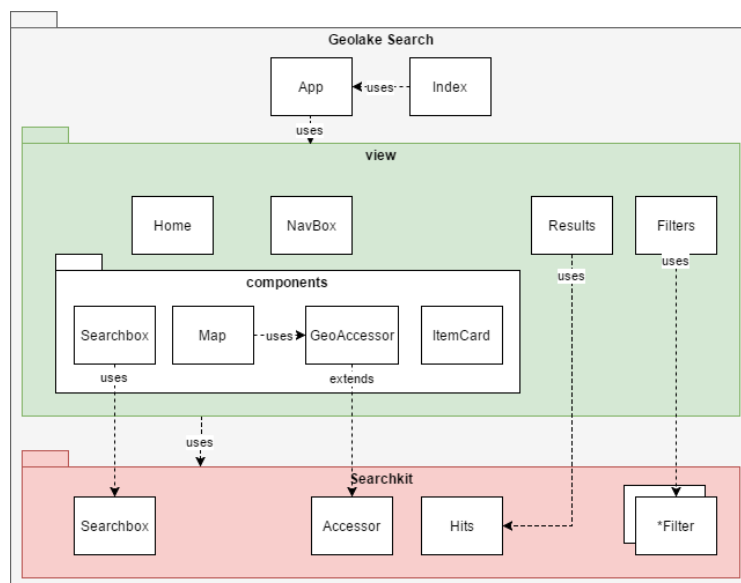 Geolake Search
App
uses
Index
uses
view
Home
NavBox
Results
Filters
uses
uses
components
Searchbox
Map
uses
GeoAccessor
ItemCard
uses
extends
uses
Searchkit
Searchbox
Accessor
Hits
*Filter